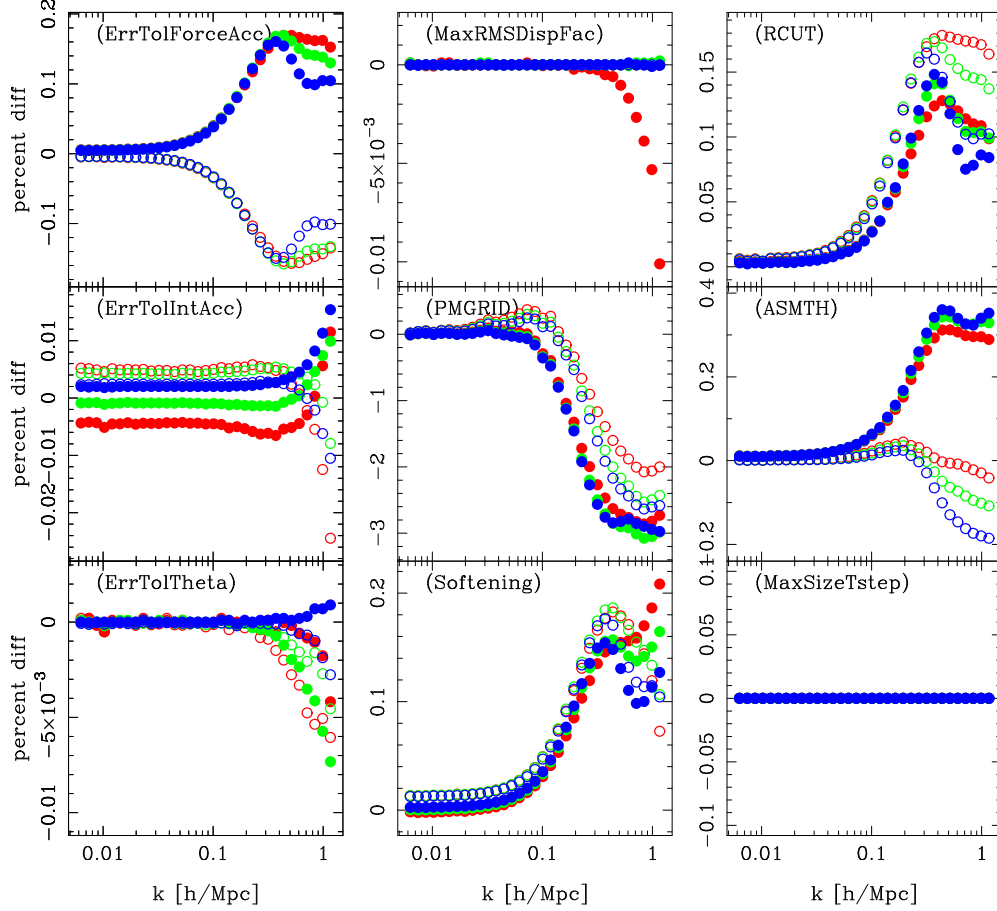 (ErrTolForceAcc)
(MaxRMSDispFac)
(RCUT)
percent diff
0.2
0.1
0
−0.1
0
−5×10⁻³
−0.01
0.15
0.1
0.05
0
(ErrTolIntAcc)
(PMGRID)
(ASMTH)
percent diff
0.01
0
−0.01
−0.02
0
−1
−2
−3
0.4
0.2
0
0.2
(ErrTolTheta)
(Softening)
(MaxSizeTstep)
percent diff
0
−5×10⁻³
−0.01
0.2
0.1
0
0.1
0.05
0
−0.05
−0.1
0.01 0.1 1
0.01 0.1 1
0.01 0.1 1
k [h/Mpc]
k [h/Mpc]
k [h/Mpc]